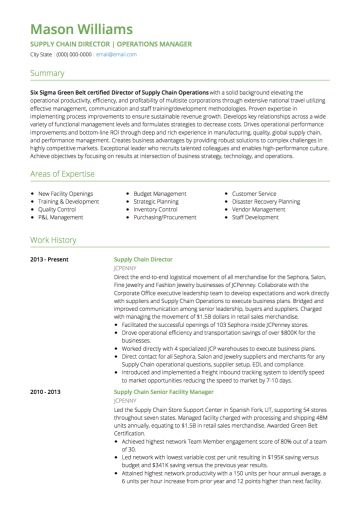 Mason Williams
SUPPLY CHAIN DIRECTOR | OPERATIONS MANAGER
City State | (000) 000-0000 · email@email.com
Summary
Six Sigma Green Belt certified Director of Supply Chain Operations with a solid background elevating the
operational productivity, efficiency, and profitability of multisite corporations through extensive national travel utilizing
effective management, communication and staff training/development methodologies. Proven expertise in
implementing process improvements to ensure sustainable revenue growth. Develops key relationships across a wide
variety of functional management levels and formulates strategies to decrease costs. Drives operational performance
improvements and bottom-line ROI through deep and rich experience in manufacturing, quality, global supply chain,
and performance management. Creates business advantages by providing robust solutions to complex challenges in
highly competitive markets. Exceptional leader who recruits talented colleagues and enables high-performance culture.
Achieve objectives by focusing on results at intersection of business strategy, technology, and operations.
Areas of Expertise
• New Facility Openings
• Training & Development
• Quality Control
• P&L Management
• Budget Management
• Strategic Planning
• Inventory Control
• Purchasing/Procurement
• Customer Service
• Disaster Recovery Planning
• Vendor Management
• Staff Development
Work History
2013 - Present
Supply Chain Director
JCPENNY
Direct the end-to-end logistical movement of all merchandise for the Sephora, Salon,
Fine Jewelry and Fashion Jewelry businesses of JCPenney. Collaborate with the
Corporate Office executive leadership team to develop expectations and work directly
with suppliers and Supply Chain Operations to execute business plans. Bridged and
improved communication among senior leadership, buyers and suppliers. Charged
with managing the movement of $1.5B dollars in retail sales merchandise.
• Facilitated the successful openings of 103 Sephora inside JCPenney stores.
• Drove operational efficiency and transportation savings of over $800K for the
businesses.
• Worked directly with 4 specialized JCP warehouses to execute business plans.
• Direct contact for all Sephora, Salon and Jewelry suppliers and merchants for any
Supply Chain operational questions, supplier setup, EDI and compliance
• Introduced and implemented a freight inbound tracking system to identify speed
to market opportunities reducing the speed to market by 7-10 days.
2010 - 2013
Supply Chain Senior Facility Manager
JCPENNY
Led the Supply Chain Store Support Center in Spanish Fork, UT, supporting 54 stores
throughout seven states. Managed facility charged with processing and shipping 48M
units annually, equating to $1.5B in retail sales merchandise. Awarded Green Belt
Certification.
• Achieved highest network Team Member engagement score of 80% out of a team
of 30.
• Led network with lowest variable cost per unit resulting in $195K saving versus
budget and $341K saving versus the previous year results.
• Attained highest network productivity with a 150 units per hour annual average, a
6 units per hour increase from prior year and 12 points higher than next facility.